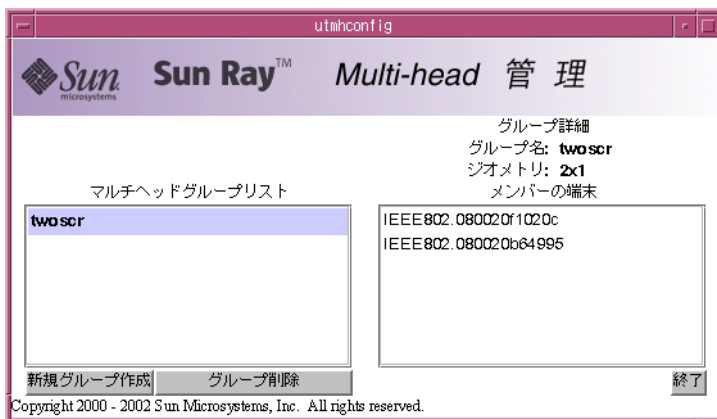 utmhconfig
Sun microsystems Sun Ray™ Multi-head 管 理
グループ詳細
グループ名: twoscr
ジオメトリ: 2x1
マルチヘッドグループリスト
メンバーの端末
twoscr
IEEE802.080020f1020c
IEEE802.080020b64995
新規グループ作成
グループ削除
終了
Copyright 2000 - 2002 Sun Microsystems, Inc. All rights reserved.